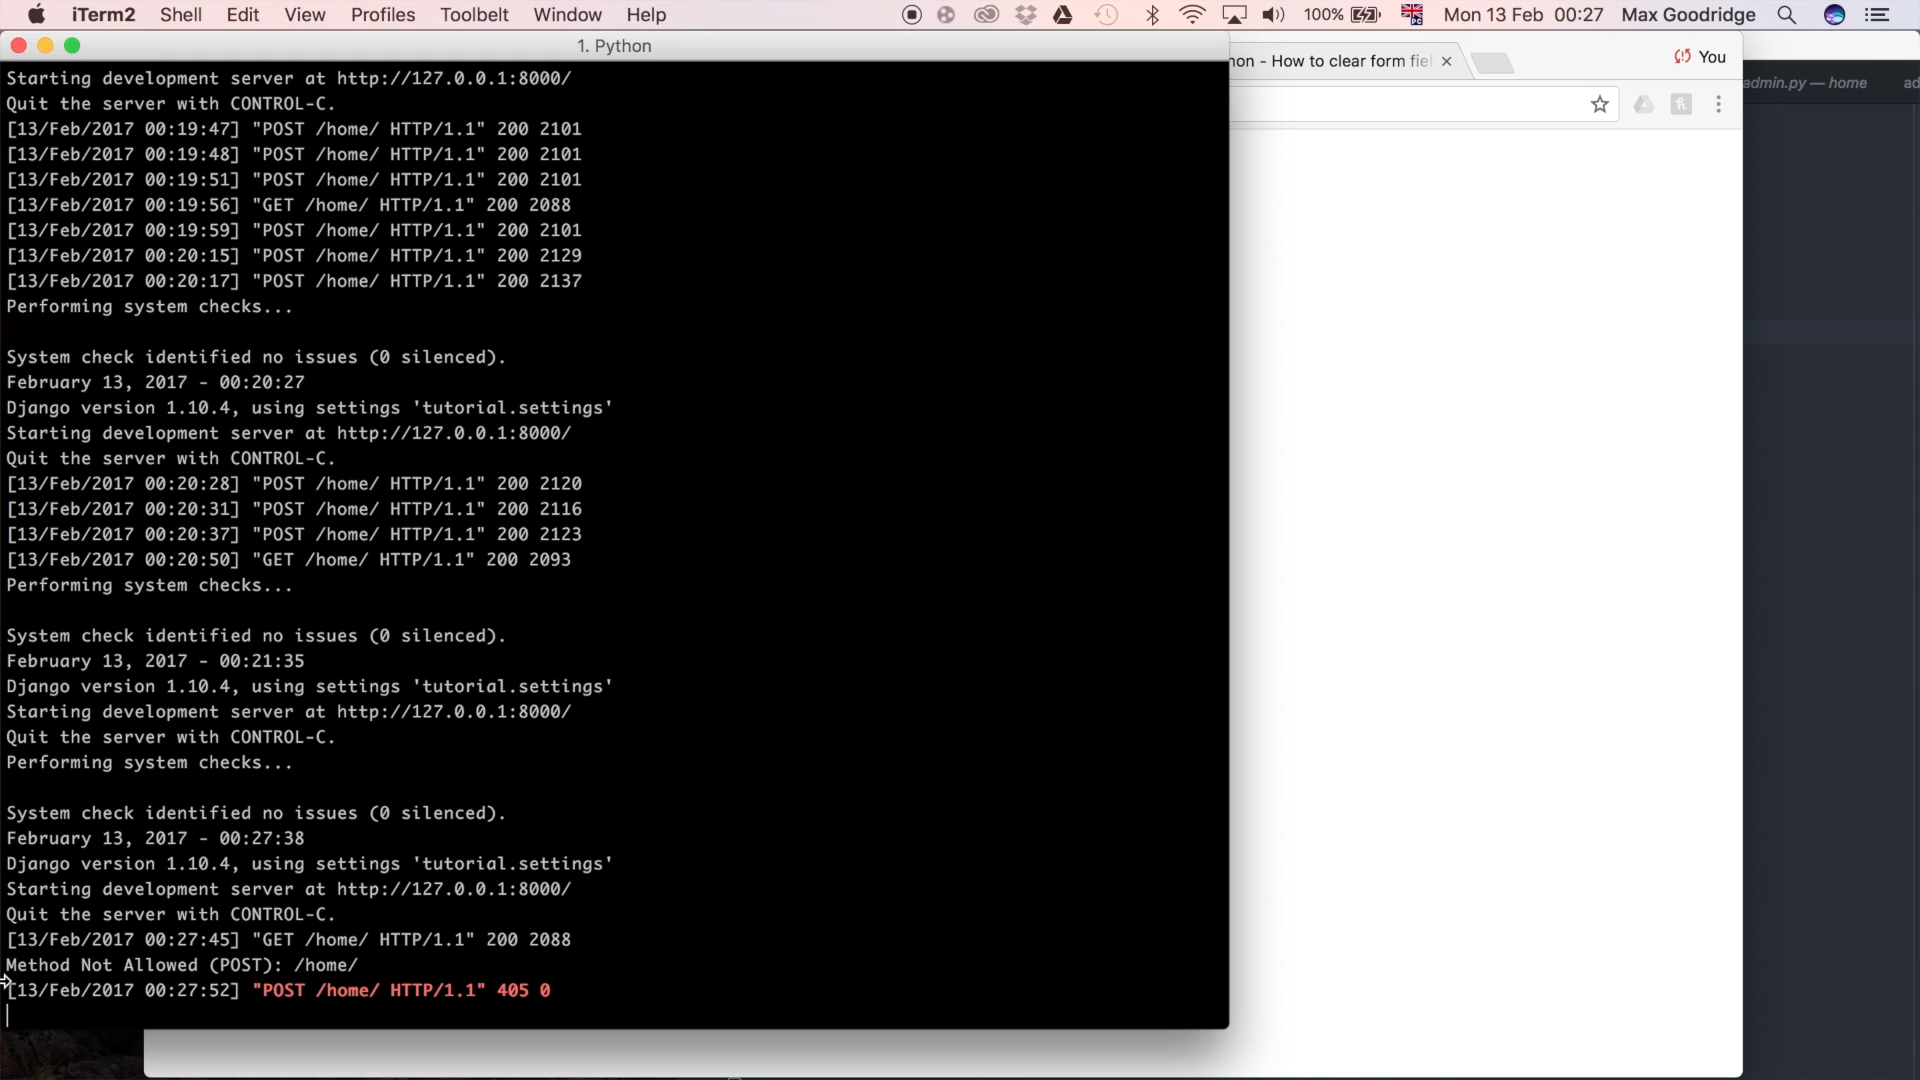 iTerm2 Shell Edit View Profiles Toolbelt Window Help 100% Mon 13 Feb 00:27 Max Goodridge
1. Python
Starting development server at http://127.0.0.1:8000/
Quit the server with CONTROL-C.
[13/Feb/2017 00:19:47] "POST /home/ HTTP/1.1" 200 2101
[13/Feb/2017 00:19:48] "POST /home/ HTTP/1.1" 200 2101
[13/Feb/2017 00:19:51] "POST /home/ HTTP/1.1" 200 2101
[13/Feb/2017 00:19:56] "GET /home/ HTTP/1.1" 200 2088
[13/Feb/2017 00:19:59] "POST /home/ HTTP/1.1" 200 2101
[13/Feb/2017 00:20:15] "POST /home/ HTTP/1.1" 200 2129
[13/Feb/2017 00:20:17] "POST /home/ HTTP/1.1" 200 2137
Performing system checks...
System check identified no issues (0 silenced).
February 13, 2017 - 00:20:27
Django version 1.10.4, using settings 'tutorial.settings'
Starting development server at http://127.0.0.1:8000/
Quit the server with CONTROL-C.
[13/Feb/2017 00:20:28] "POST /home/ HTTP/1.1" 200 2120
[13/Feb/2017 00:20:31] "POST /home/ HTTP/1.1" 200 2116
[13/Feb/2017 00:20:37] "POST /home/ HTTP/1.1" 200 2123
[13/Feb/2017 00:20:50] "GET /home/ HTTP/1.1" 200 2093
Performing system checks...
System check identified no issues (0 silenced).
February 13, 2017 - 00:21:35
Django version 1.10.4, using settings 'tutorial.settings'
Starting development server at http://127.0.0.1:8000/
Quit the server with CONTROL-C.
Performing system checks...
System check identified no issues (0 silenced).
February 13, 2017 - 00:27:38
Django version 1.10.4, using settings 'tutorial.settings'
Starting development server at http://127.0.0.1:8000/
Quit the server with CONTROL-C.
[13/Feb/2017 00:27:45] "GET /home/ HTTP/1.1" 200 2088
Method Not Allowed (POST): /home/
[13/Feb/2017 00:27:52] "POST /home/ HTTP/1.1" 405 0
hon - How to clear form fiel
You
admin.py — home
ad